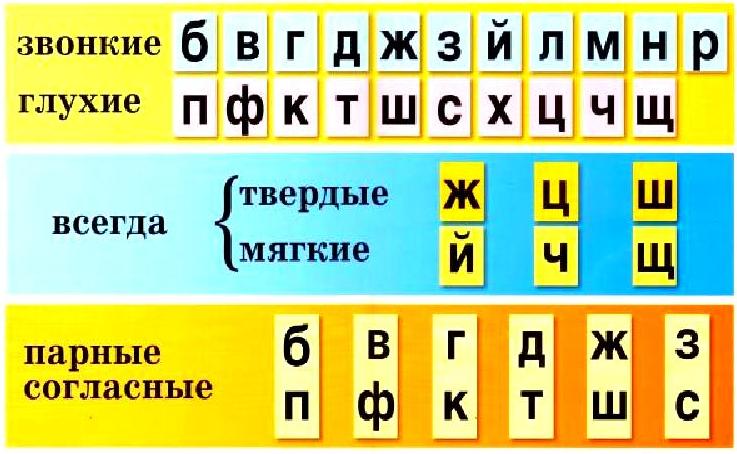 звонкие б в г д ж з й л м н р
глухие п ф к т ш с х ц ч щ
всегда { твердые ж ц ш
мягкие й ч щ
парные согласные
б в г д ж з
п ф к т ш с